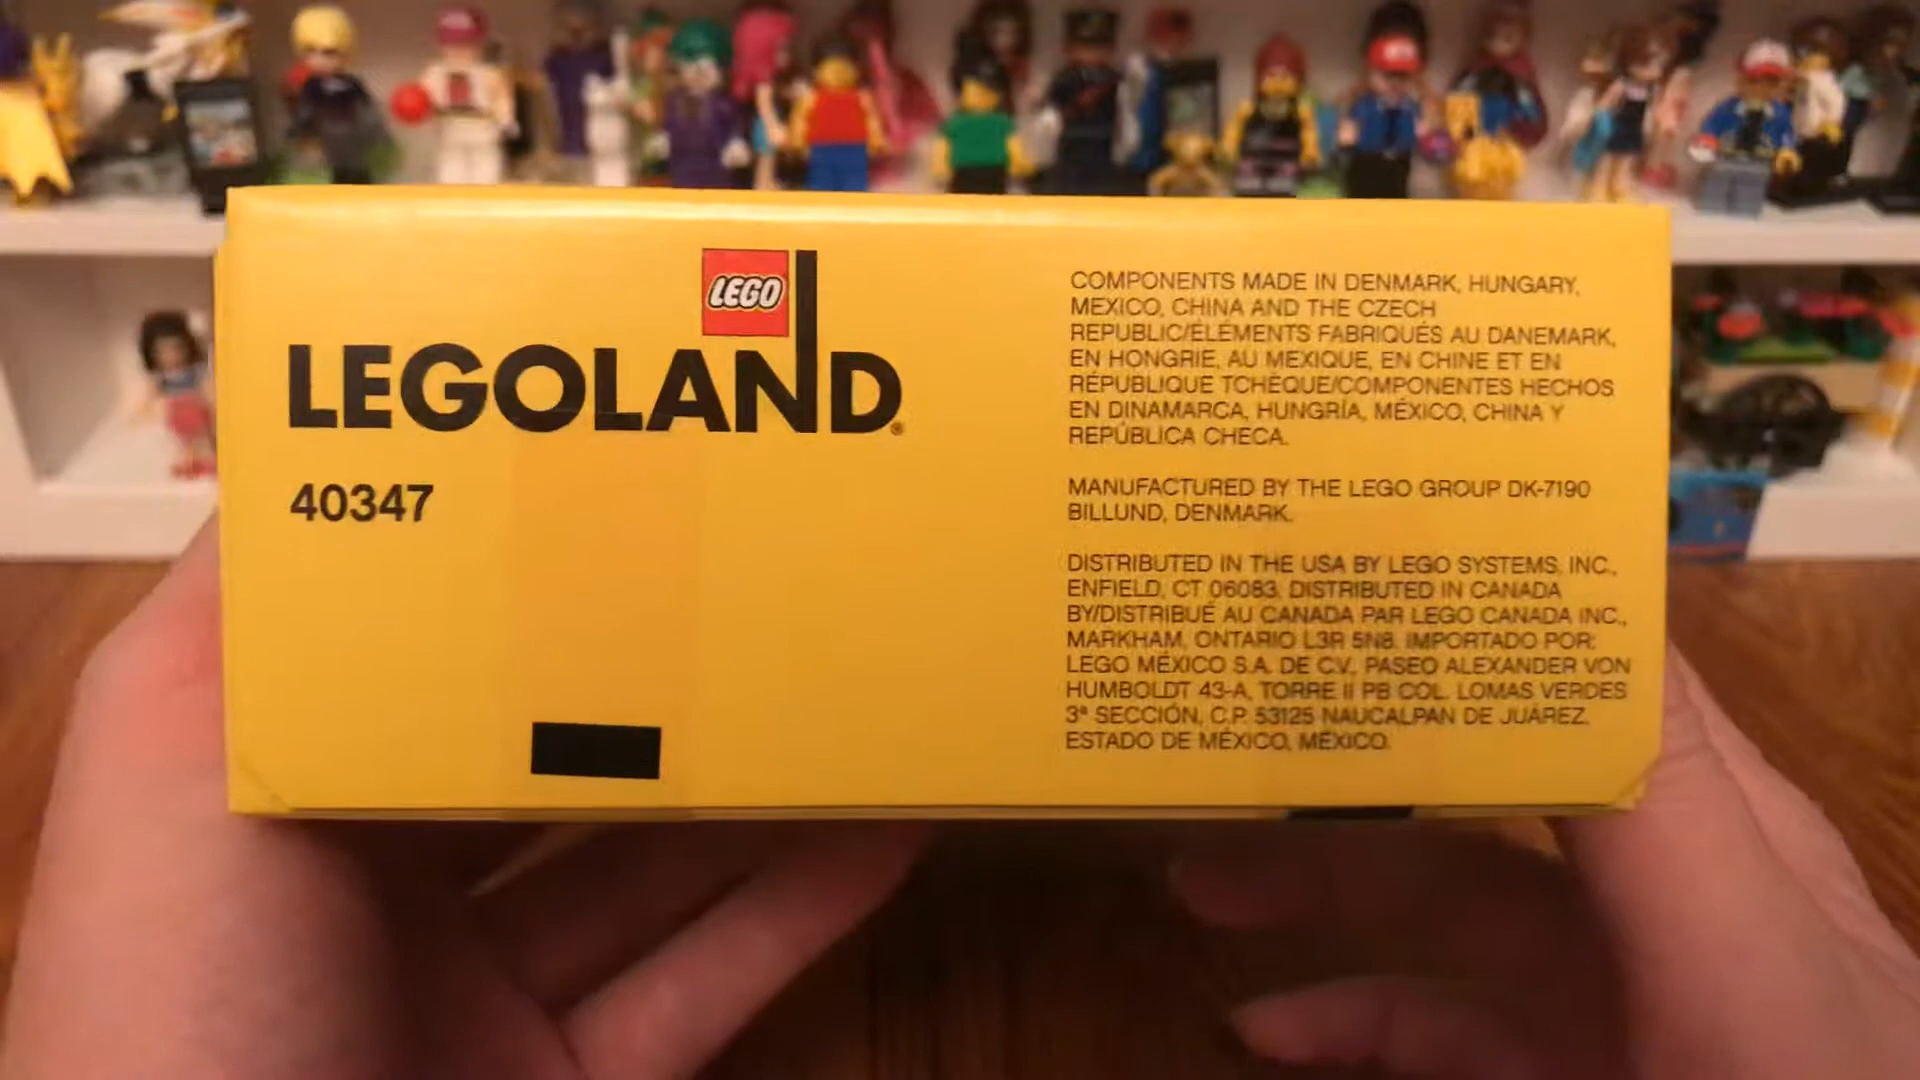 LEGO
LEGOLAND®
40347
COMPONENTS MADE IN DENMARK, HUNGARY,
MEXICO, CHINA AND THE CZECH
REPUBLIC/ÉLÉMENTS FABRIQUÉS AU DANEMARK,
EN HONGRIE, AU MEXIQUE, EN CHINE ET EN
RÉPUBLIQUE TCHÈQUE/COMPONENTES HECHOS
EN DINAMARCA, HUNGRÍA, MÉXICO, CHINA Y
REPÚBLICA CHECA.
MANUFACTURED BY THE LEGO GROUP DK-7190
BILLUND, DENMARK.
DISTRIBUTED IN THE USA BY LEGO SYSTEMS, INC.,
ENFIELD, CT 06083. DISTRIBUTED IN CANADA
BY/DISTRIBUÉ AU CANADA PAR LEGO CANADA INC.,
MARKHAM, ONTARIO L3R 5N8. IMPORTADO POR:
LEGO MÉXICO S.A. DE C.V., PASEO ALEXANDER VON
HUMBOLDT 43-A, TORRE II PB COL. LOMAS VERDES
3ª SECCIÓN, C.P. 53125 NAUCALPAN DE JUÁREZ,
ESTADO DE MÉXICO, MÉXICO.